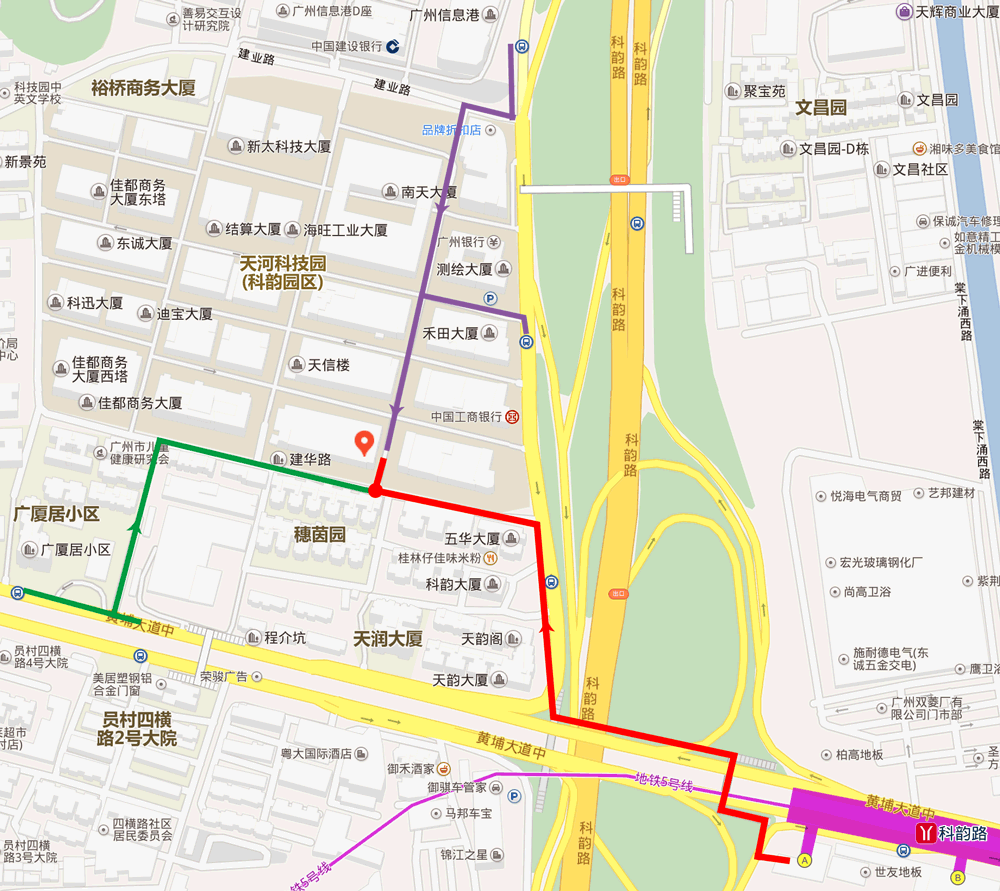 善易交互设
计研究院
广州信息港D座
广州信息港
天辉商业大厦
中国建设银行
建业路
建业路
科韵路
科韵路
科技园中
英文学校
裕桥商务大厦
聚宝苑
文昌园
文昌园
品牌折扣店
新太科技大厦
文昌园-D栋
湘味多美食馆
新景苑
文昌社区
佳都商务
大厦东塔
南天大厦
出口
结算大厦
海旺工业大厦
保诚汽车修理
东诚大厦
广州银行
如意精工
金机械模
天河科技园
(科韵园区)
测绘大厦
广进便利
科迅大厦
P
科韵路
棠下涌西路
迪宝大厦
禾田大厦
价局
中心
佳都商务
大厦西塔
天信楼
佳都商务大厦
中国工商银行
广州市儿童
健康研究会
建华路
科韵路
棠下涌西路
悦海电气商贸
艺邦建材
广厦居小区
穗茵园
五华大厦
广厦居小区
桂林仔佳味米粉
宏光玻璃钢化厂
科韵大厦
紫荆
出口
尚高卫浴
黄埔大道中
程介坑
天润大厦
天韵阁
员村四横
路4号大院
施耐德电气(东
诚五金交电)
美居塑钢铝
合金门窗
荣骏广告
天韵大厦
鹰卫浴
科韵路
广州双菱厂有
限公司门市部
员村四横
路2号大院
黄埔大道中
粤大国际酒店
柏高地板
御禾酒家
地铁5号线
御骐车管家
P
黄埔大道中
马邦车宝
科韵路
四横路社区
居民委员会
科韵路
员村四横
路3号大院
锦江之星
A
世友地板
B
铁5号线